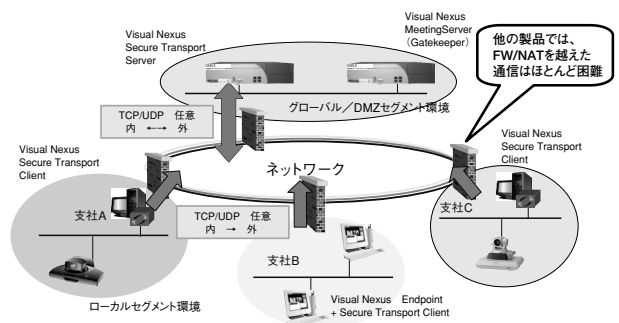 Visual Nexus
Secure Transport
Server
Visual Nexus
MeetingServer
(Gatekeeper)
他の製品では、
FW/NATを越えた
通信はほとんど困難
グローバル／DMZセグメント環境
TCP/UDP 任意
内 ←→ 外
Visual Nexus
Secure Transport
Client
Visual Nexus
Secure Transport
Client
ネットワーク
支社A
TCP/UDP 任意
内 → 外
支社C
支社B
ローカルセグメント環境
Visual Nexus Endpoint
+ Secure Transport Client